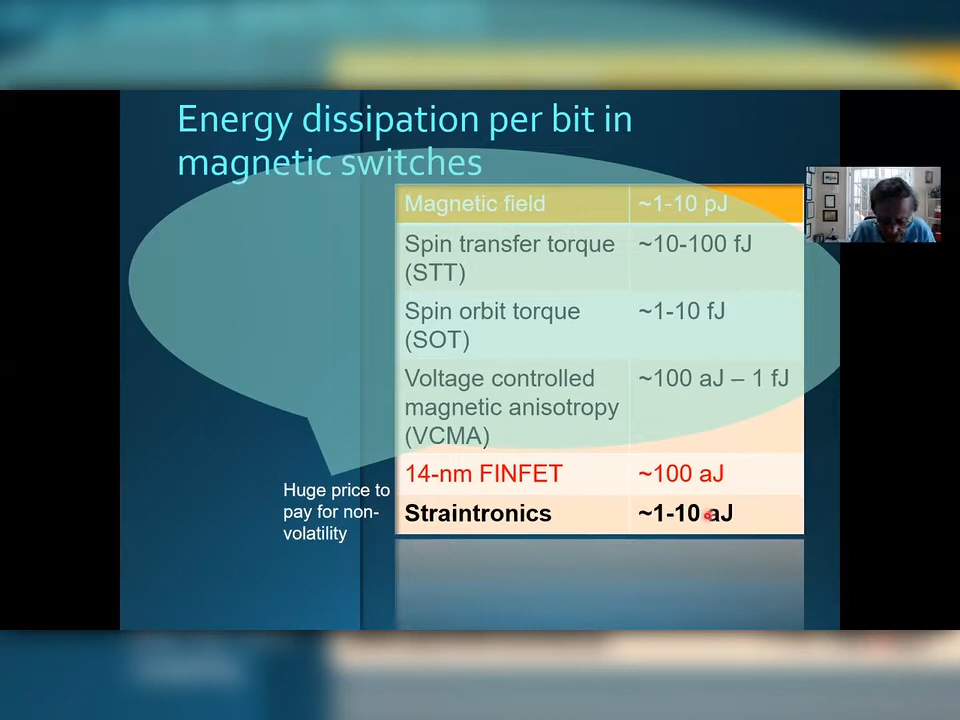 Energy dissipation per bit in
magnetic switches
Magnetic field ~1-10 pJ
Spin transfer torque ~10-100 fJ
(STT)
Spin orbit torque ~1-10 fJ
(SOT)
Voltage controlled ~100 aJ – 1 fJ
magnetic anisotropy
(VCMA)
14-nm FINFET ~100 aJ
Straintronics ~1-10 aJ
Huge price to
pay for non-
volatility